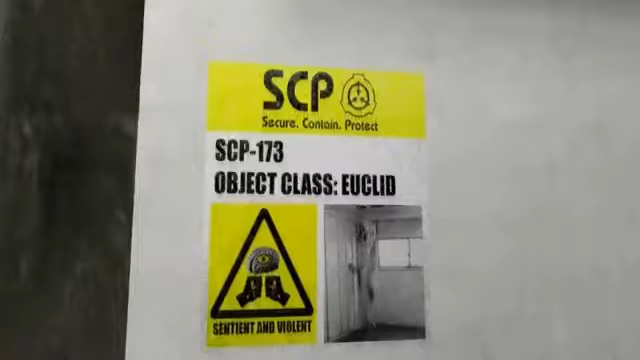 SCP
Secure. Contain. Protect
SCP-173
OBJECT CLASS: EUCLID
SENTIENT AND VIOLENT